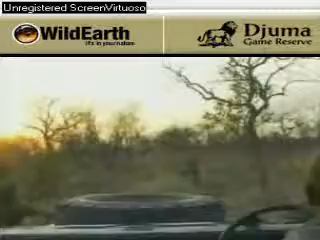 Unregistered ScreenVirtuoso
WildEarth
it's in your nature
Djuma
Game Reserve